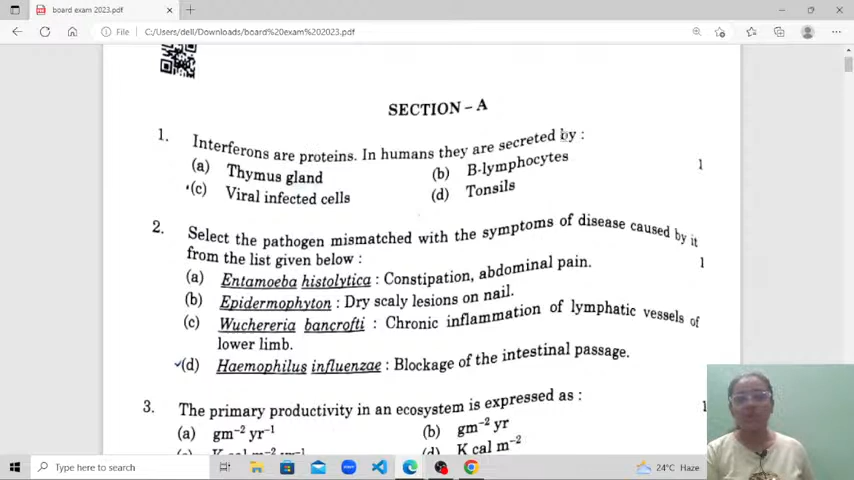 board exam 2023.pdf
File
C:/Users/dell/Downloads/board%20exam%202023.pdf
SECTION – A
1. Interferons are proteins. In humans they are secreted by : 1
(a) Thymus gland (b) B-lymphocytes
(c) Viral infected cells (d) Tonsils
2. Select the pathogen mismatched with the symptoms of disease caused by it
from the list given below : 1
(a) Entamoeba histolytica : Constipation, abdominal pain.
(b) Epidermophyton : Dry scaly lesions on nail.
(c) Wuchereria bancrofti : Chronic inflammation of lymphatic vessels of
lower limb.
(d) Haemophilus influenzae : Blockage of the intestinal passage.
3. The primary productivity in an ecosystem is expressed as : 1
(a) gm⁻² yr⁻¹ (b) gm⁻² yr
(d) K cal m⁻²
Type here to search
24°C Haze